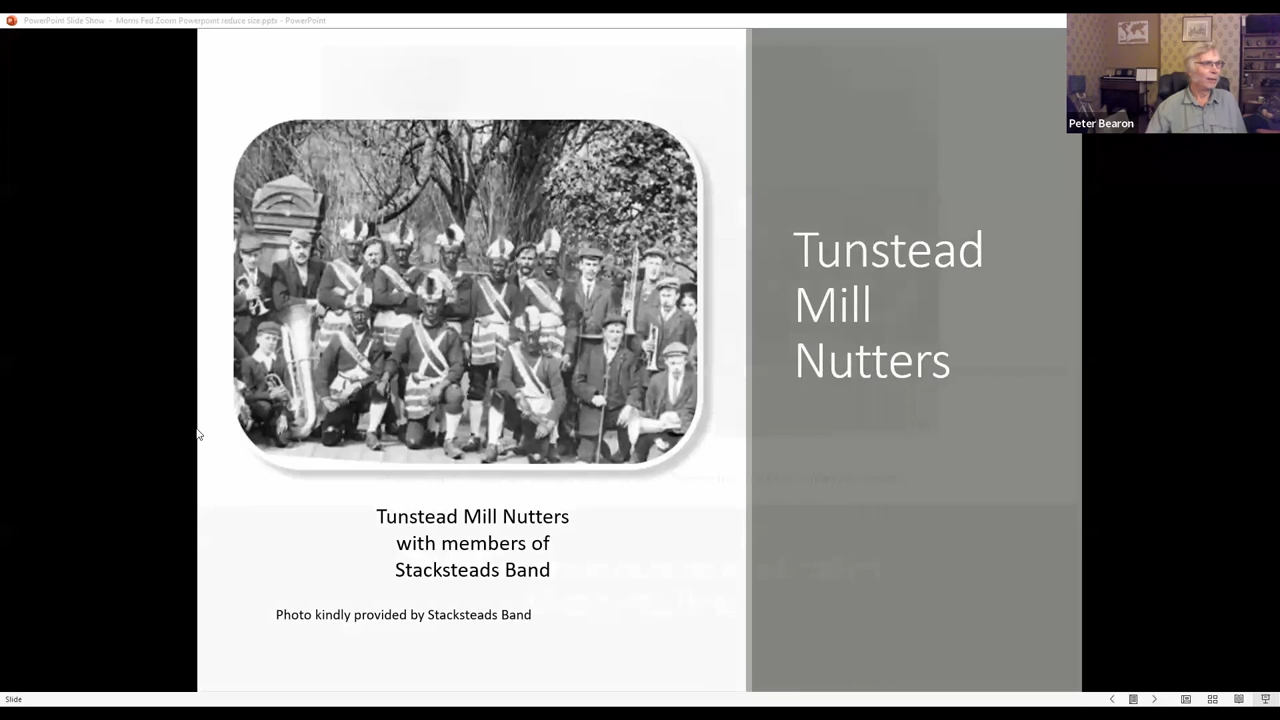 PowerPoint Slide Show - Morris Fed Zoom Powerpoint reduce size.pptx - PowerPoint
Peter Bearon
Tunstead
Mill
Nutters
Tunstead Mill Nutters
with members of
Stacksteads Band
Photo kindly provided by Stacksteads Band
Slide